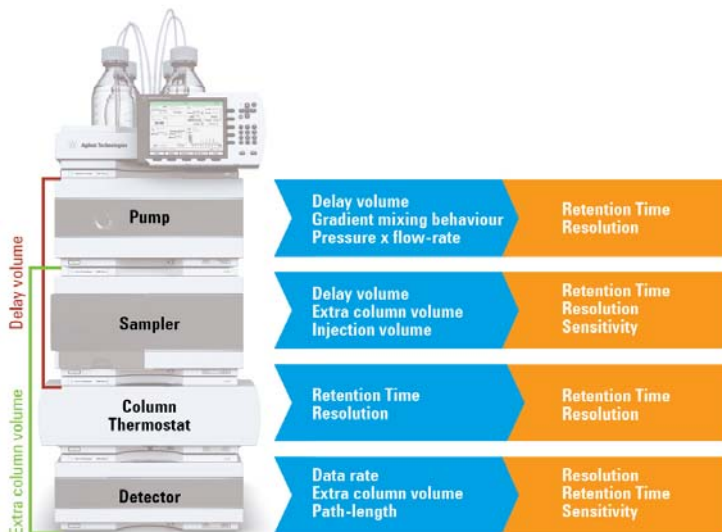 Agilent Technologies
Pump
Delay volume
Gradient mixing behaviour
Pressure x flow-rate
Retention Time
Resolution
Delay volume
Sampler
Delay volume
Extra column volume
Injection volume
Retention Time
Resolution
Sensitivity
Extra column volume
Column
Thermostat
Retention Time
Resolution
Retention Time
Resolution
Detector
Data rate
Extra column volume
Path-length
Resolution
Retention Time
Sensitivity